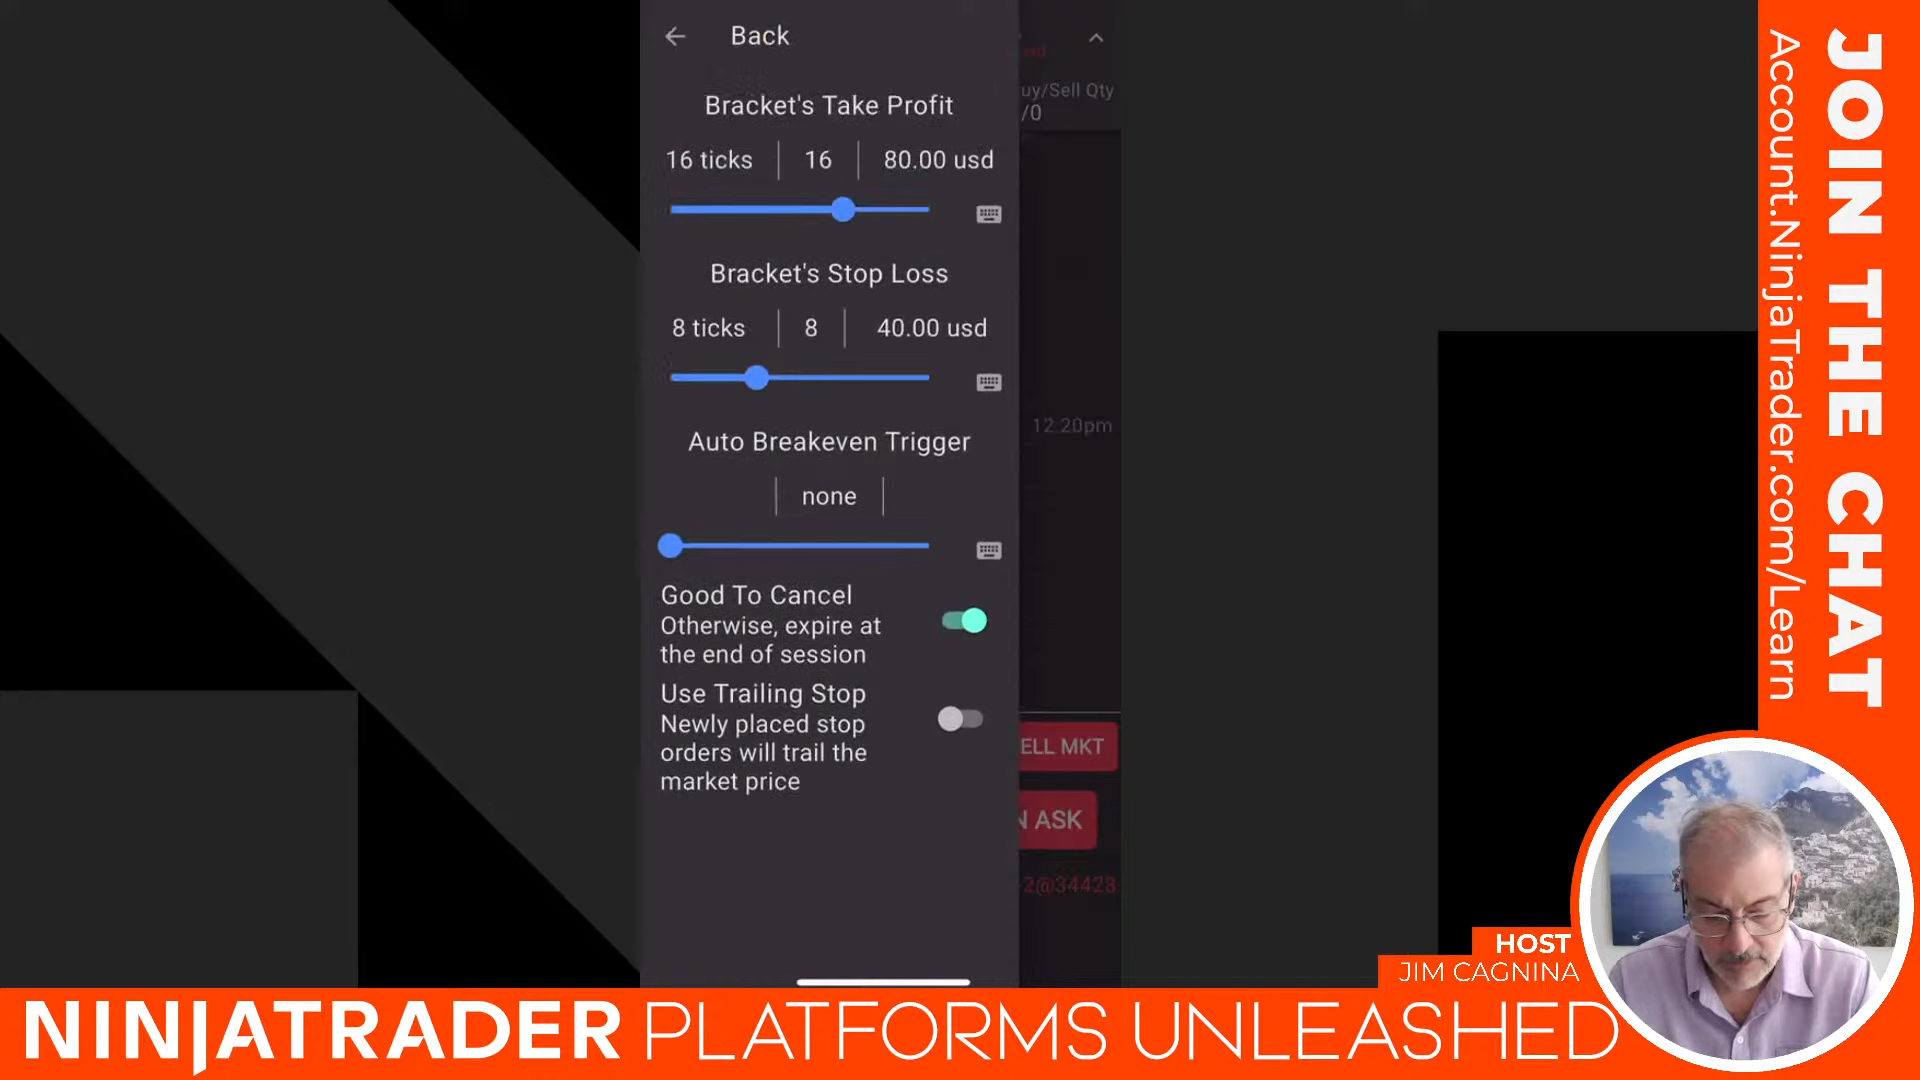 Back
Bracket's Take Profit
16 ticks | 16 | 80.00 usd
Bracket's Stop Loss
8 ticks | 8 | 40.00 usd
Auto Breakeven Trigger
none
Good To Cancel
Otherwise, expire at
the end of session
Use Trailing Stop
Newly placed stop
orders will trail the
market price
uy/Sell Qty
/0
12:20pm
ELL MKT
N ASK
-2@34423
JOIN THE CHAT
Account.NinjaTrader.com/Learn
HOST
JIM CAGNINA
NINJATRADER PLATFORMS UNLEASHED